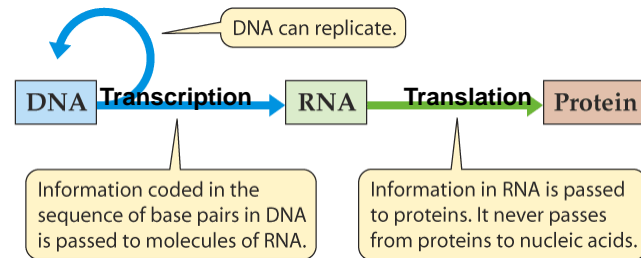 DNA can replicate.
DNA Transcription RNA Translation Protein
Information coded in the
sequence of base pairs in DNA
is passed to molecules of RNA.
Information in RNA is passed
to proteins. It never passes
from proteins to nucleic acids.